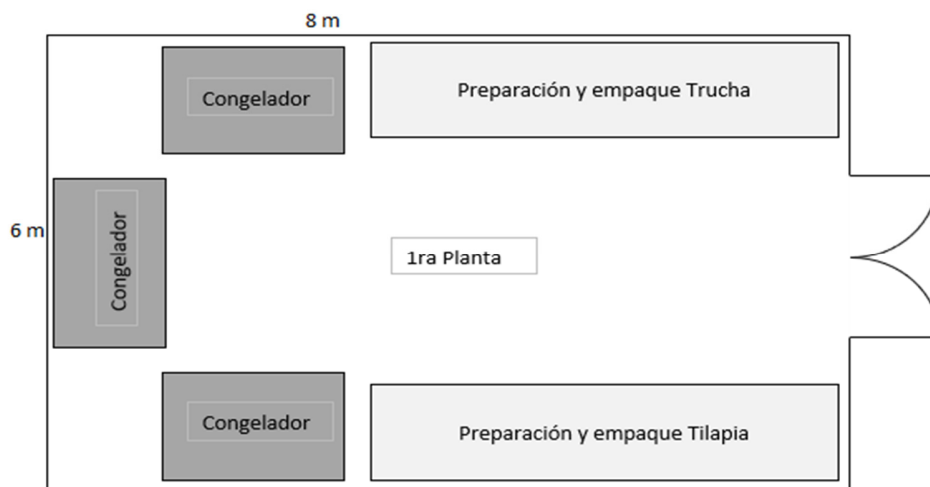 8 m
Congelador
Preparación y empaque Trucha
6 m
Congelador
1ra Planta
Congelador
Preparación y empaque Tilapia